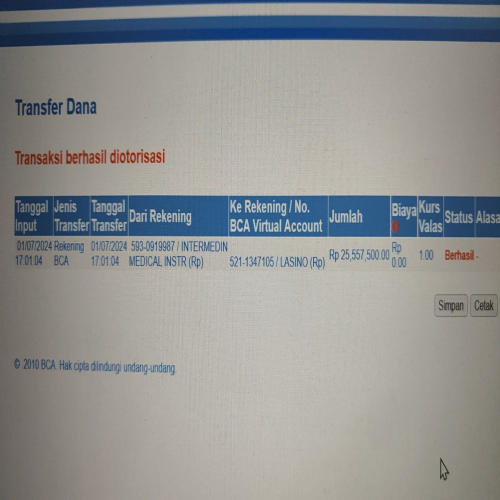 Transfer Dana
Transaksi berhasil diotorisasi
Tanggal Input Jenis Transfer Tanggal Transfer Dari Rekening Ke Rekening / No. BCA Virtual Account Jumlah Biaya Kurs Valas Status Alasa
01/07/2024 17:01:04 Rekening BCA 01/07/2024 17:01:04 593-0919987 / INTERMEDIN MEDICAL INSTR (Rp) 521-1347105 / LASINO (Rp) Rp 25,557,500.00 Rp 0.00 1.00 Berhasil -
Simpan Cetak
© 2010 BCA. Hak cipta dilindungi undang-undang.